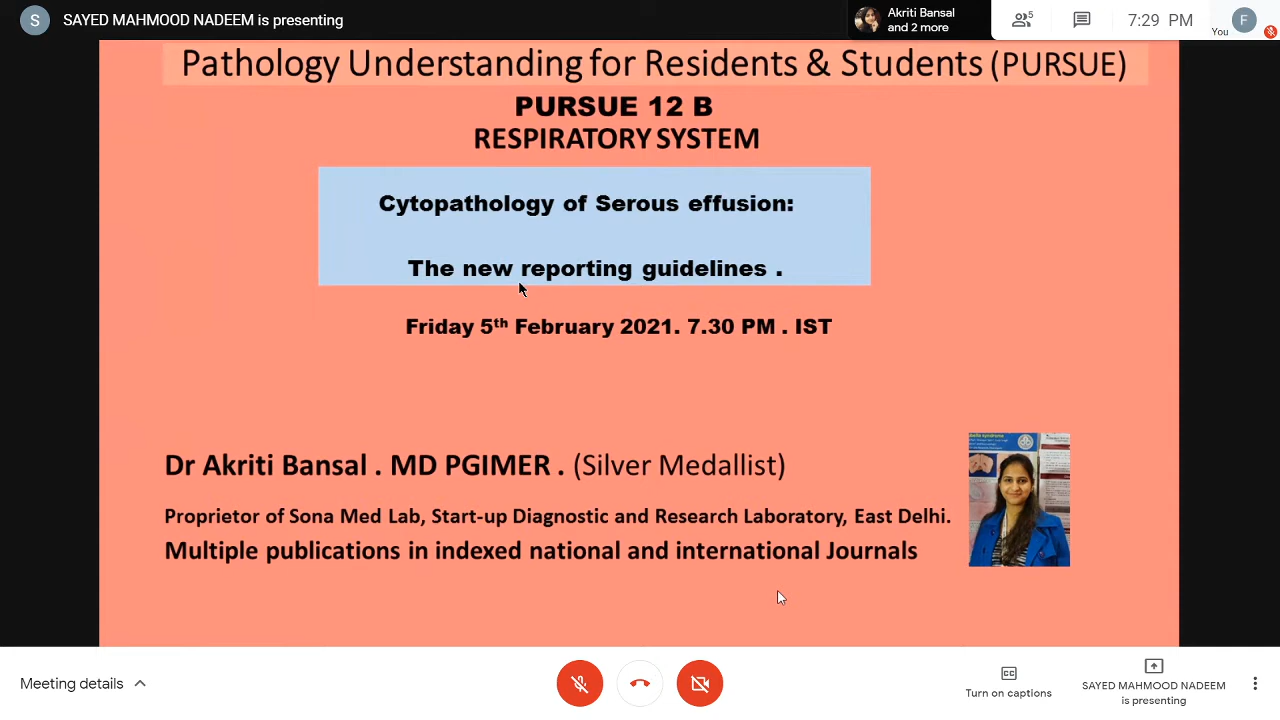 S SAYED MAHMOOD NADEEM is presenting
Akriti Bansal
and 2 more
5
7:29 PM
You
F
Pathology Understanding for Residents & Students (PURSUE)
PURSUE 12 B
RESPIRATORY SYSTEM
Cytopathology of Serous effusion:
The new reporting guidelines .
Friday 5th February 2021. 7.30 PM . IST
Dr Akriti Bansal . MD PGIMER . (Silver Medallist)
Proprietor of Sona Med Lab, Start-up Diagnostic and Research Laboratory, East Delhi.
Multiple publications in indexed national and international Journals
Meeting details
CC
Turn on captions
SAYED MAHMOOD NADEEM
is presenting